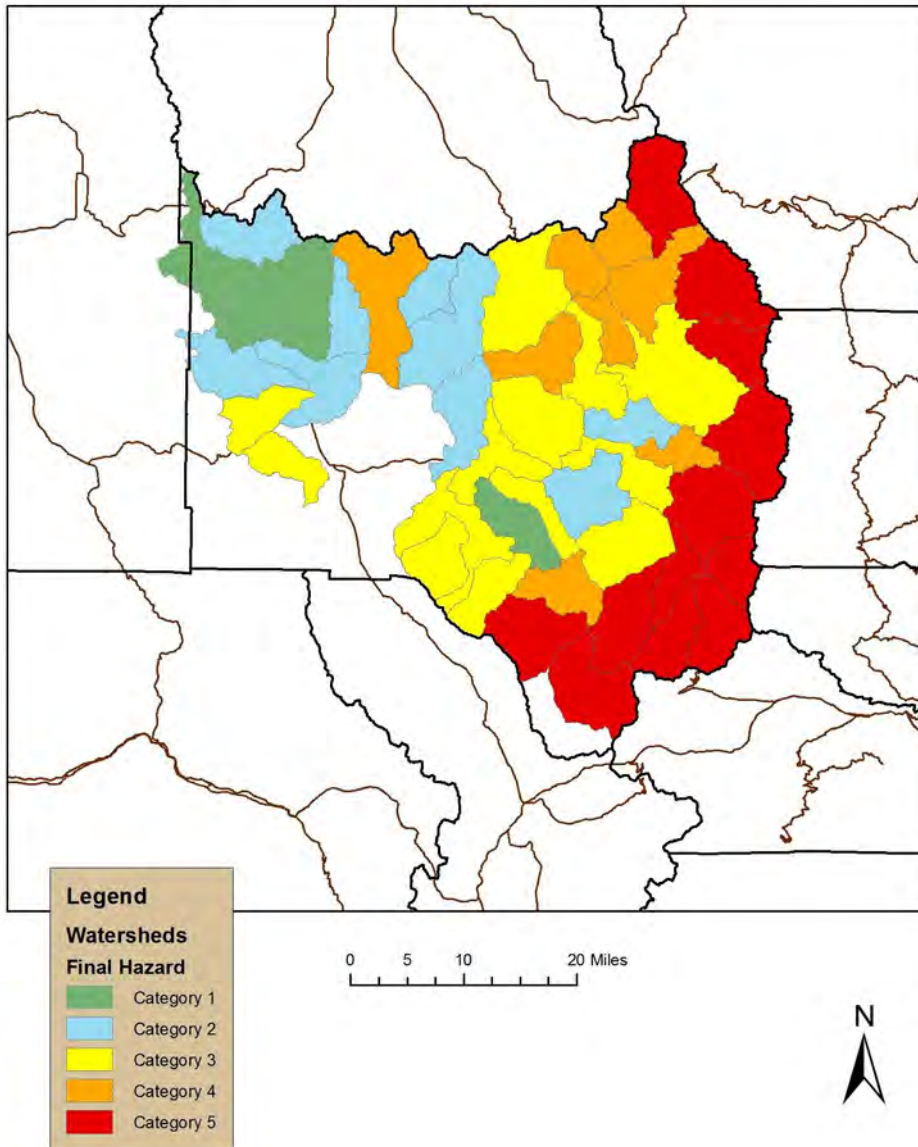 Legend
Watersheds
Final Hazard
Category 1
Category 2
Category 3
Category 4
Category 5
0 5 10 20 Miles
N